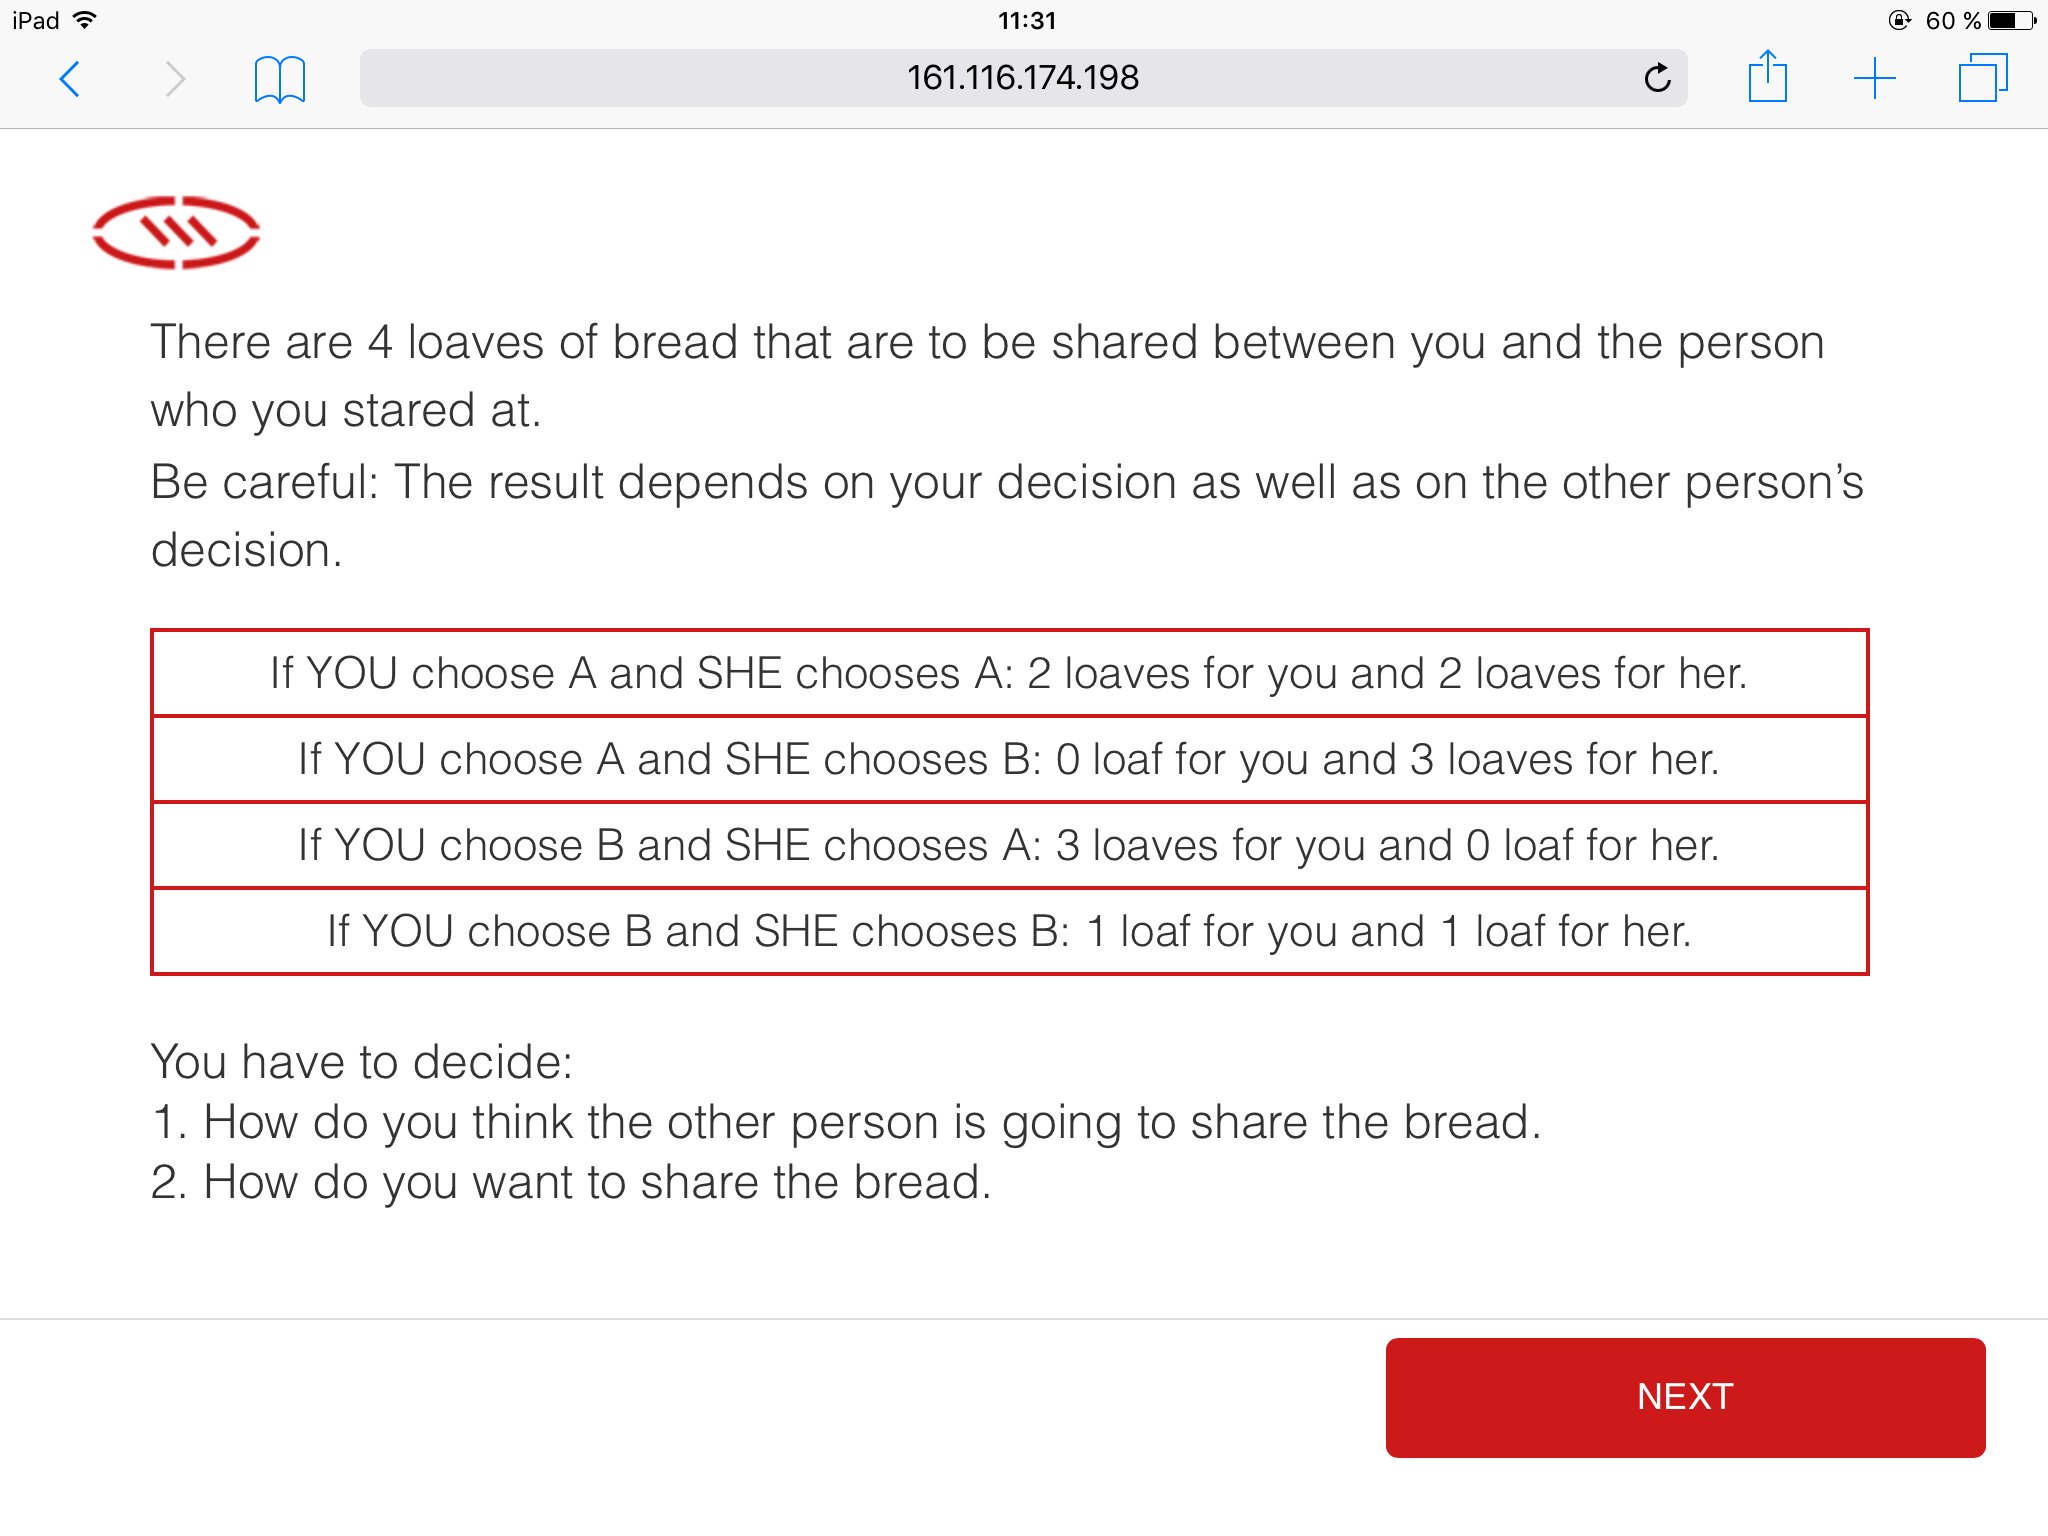 iPad
11:31
60 %
161.116.174.198
There are 4 loaves of bread that are to be shared between you and the person
who you stared at.
Be careful: The result depends on your decision as well as on the other person’s
decision.
If YOU choose A and SHE chooses A: 2 loaves for you and 2 loaves for her.
If YOU choose A and SHE chooses B: 0 loaf for you and 3 loaves for her.
If YOU choose B and SHE chooses A: 3 loaves for you and 0 loaf for her.
If YOU choose B and SHE chooses B: 1 loaf for you and 1 loaf for her.
You have to decide:
1. How do you think the other person is going to share the bread.
2. How do you want to share the bread.
NEXT